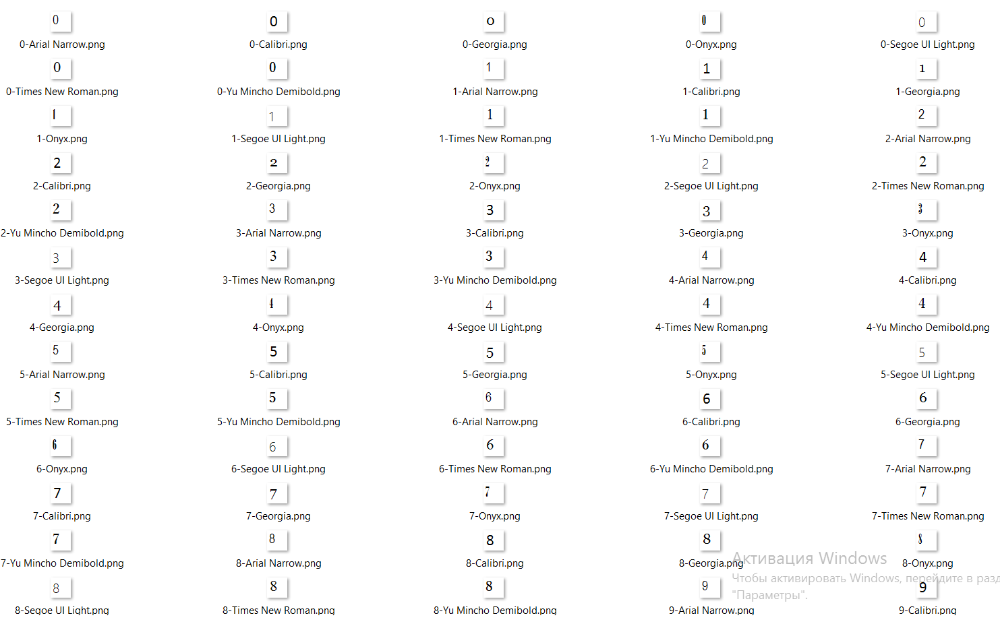 0 0 0 0 0
0-Arial Narrow.png 0-Calibri.png 0-Georgia.png 0-Onyx.png 0-Segoe UI Light.png
0 0 1 1 1
0-Times New Roman.png 0-Yu Mincho Demibold.png 1-Arial Narrow.png 1-Calibri.png 1-Georgia.png
1 1 1 1 2
1-Onyx.png 1-Segoe UI Light.png 1-Times New Roman.png 1-Yu Mincho Demibold.png 2-Arial Narrow.png
2 2 2 2 2
2-Calibri.png 2-Georgia.png 2-Onyx.png 2-Segoe UI Light.png 2-Times New Roman.png
2 3 3 3 3
2-Yu Mincho Demibold.png 3-Arial Narrow.png 3-Calibri.png 3-Georgia.png 3-Onyx.png
3 3 3 4 4
3-Segoe UI Light.png 3-Times New Roman.png 3-Yu Mincho Demibold.png 4-Arial Narrow.png 4-Calibri.png
4 4 4 4 4
4-Georgia.png 4-Onyx.png 4-Segoe UI Light.png 4-Times New Roman.png 4-Yu Mincho Demibold.png
5 5 5 5 5
5-Arial Narrow.png 5-Calibri.png 5-Georgia.png 5-Onyx.png 5-Segoe UI Light.png
5 5 6 6 6
5-Times New Roman.png 5-Yu Mincho Demibold.png 6-Arial Narrow.png 6-Calibri.png 6-Georgia.png
6 6 6 6 7
6-Onyx.png 6-Segoe UI Light.png 6-Times New Roman.png 6-Yu Mincho Demibold.png 7-Arial Narrow.png
7 7 7 7 7
7-Calibri.png 7-Georgia.png 7-Onyx.png 7-Segoe UI Light.png 7-Times New Roman.png
7 8 8 8 8
7-Yu Mincho Demibold.png 8-Arial Narrow.png 8-Calibri.png 8-Georgia.png 8-Onyx.png
8 8 8 9 9
8-Segoe UI Light.png 8-Times New Roman.png 8-Yu Mincho Demibold.png 9-Arial Narrow.png 9-Calibri.png
Активация Windows
Чтобы активировать Windows, перейдите в разд
"Параметры".